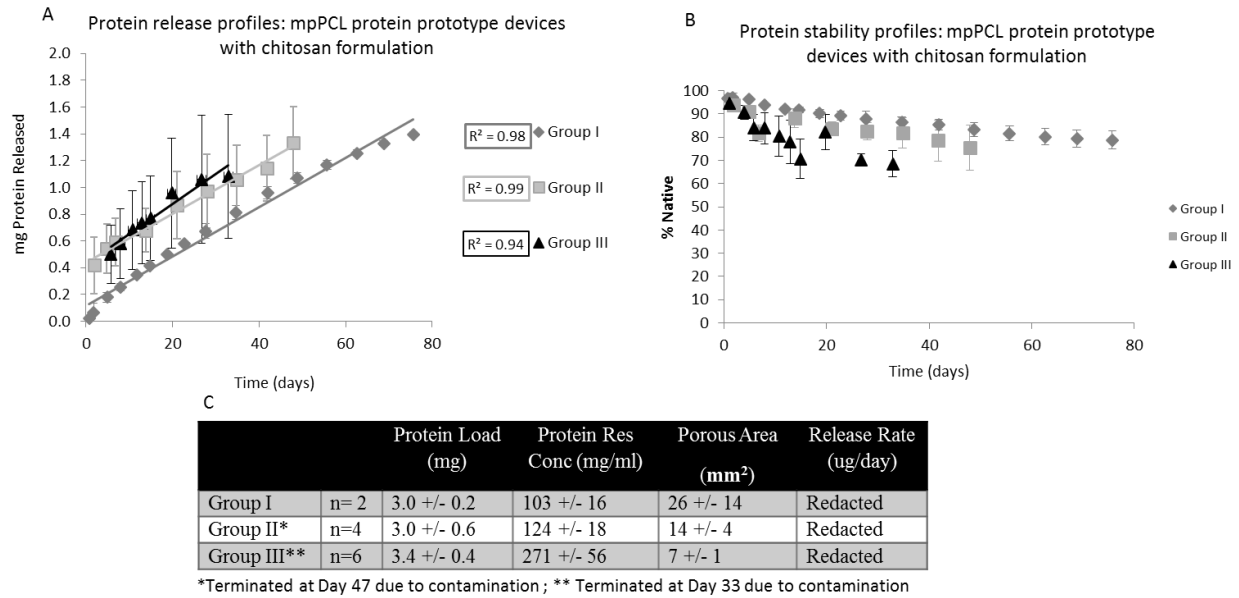 A
Protein release profiles: mpPCL protein prototype devices
with chitosan formulation
mg Protein Released
2.0
1.8
1.6
1.4
1.2
1.0
0.8
0.6
0.4
0.2
0.0
0 20 40 60 80
Time (days)
R² = 0.98 Group I
R² = 0.99 Group II
R² = 0.94 Group III
B
Protein stability profiles: mpPCL protein prototype
devices with chitosan formulation
% Native
100
90
80
70
60
50
40
30
20
10
0
0 20 40 60 80
Time (days)
Group I
Group II
Group III
C
Protein Load (mg) Protein Res Conc (mg/ml) Porous Area (mm²) Release Rate (ug/day)
Group I n= 2 3.0 +/- 0.2 103 +/- 16 26 +/- 14 Redacted
Group II* n=4 3.0 +/- 0.6 124 +/- 18 14 +/- 4 Redacted
Group III** n=6 3.4 +/- 0.4 271 +/- 56 7 +/- 1 Redacted
*Terminated at Day 47 due to contamination ; ** Terminated at Day 33 due to contamination